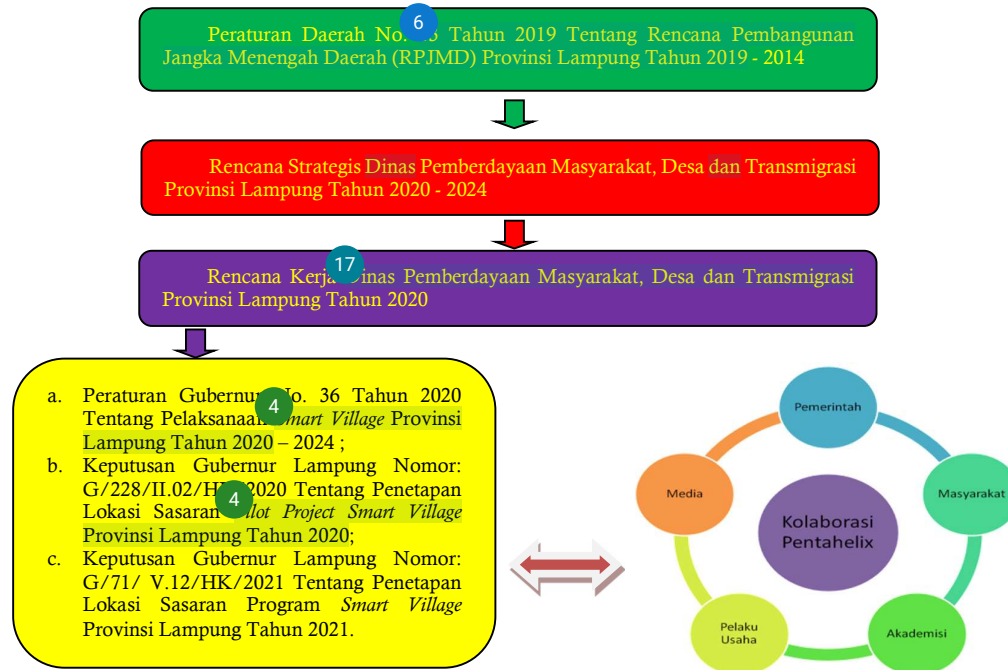 6
Peraturan Daerah No. Tahun 2019 Tentang Rencana Pembangunan
Jangka Menengah Daerah (RPJMD) Provinsi Lampung Tahun 2019 - 2014
Rencana Strategis Dinas Pemberdayaan Masyarakat, Desa dan Transmigrasi
Provinsi Lampung Tahun 2020 - 2024
17
Rencana Kerja Dinas Pemberdayaan Masyarakat, Desa dan Transmigrasi
Provinsi Lampung Tahun 2020
a. Peraturan Gubernur No. 36 Tahun 2020
4
Tentang Pelaksanaan Smart Village Provinsi
Lampung Tahun 2020 – 2024 ;
b. Keputusan Gubernur Lampung Nomor:
G/228/II.02/HK/2020 Tentang Penetapan
4
Lokasi Sasaran Pilot Project Smart Village
Provinsi Lampung Tahun 2020;
c. Keputusan Gubernur Lampung Nomor:
G/71/ V.12/HK/2021 Tentang Penetapan
Lokasi Sasaran Program Smart Village
Provinsi Lampung Tahun 2021.
Pemerintah
Media
Masyarakat
Kolaborasi
Pentahelix
Pelaku
Usaha
Akademisi